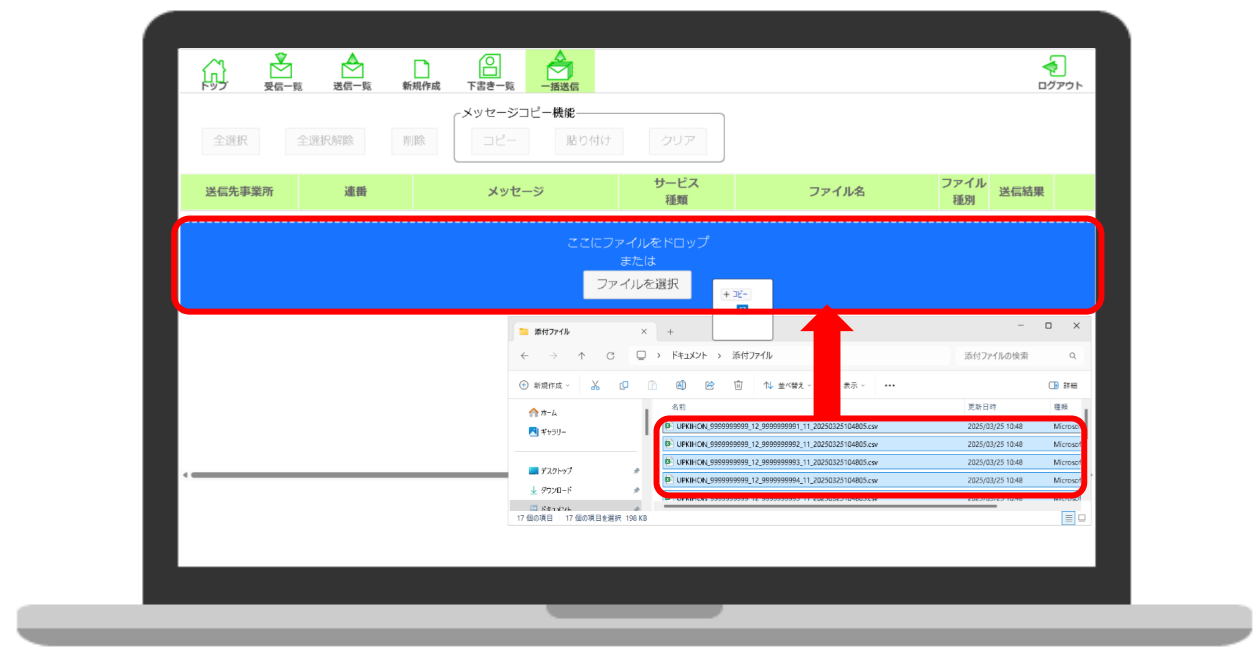 トップ
受信一覧
送信一覧
新規作成
下書き一覧
一括送信
ログアウト
メッセージコピー機能
全選択
全選択解除
削除
コピー
貼り付け
クリア
送信先事業所
連番
メッセージ
サービス
種類
ファイル名
ファイル
種別
送信結果
ここにファイルをドロップ
または
ファイルを選択
+ コピー
添付ファイル
ドキュメント › 添付ファイル
添付ファイルの検索
新規作成
並べ替え
表示
詳細
ホーム
ギャラリー
デスクトップ
ダウンロード
ドキュメント
名前
更新日時
種類
UPKIHON_9999999999_12_9999999991_11_20250325104805.csv
2025/03/25 10:48
Microsof
UPKIHON_9999999999_12_9999999992_11_20250325104805.csv
2025/03/25 10:48
Microsof
UPKIHON_9999999999_12_9999999993_11_20250325104805.csv
2025/03/25 10:48
Microsof
UPKIHON_9999999999_12_9999999994_11_20250325104805.csv
2025/03/25 10:48
Microsof
17 個の項目
17 個の項目を選択 198 KB